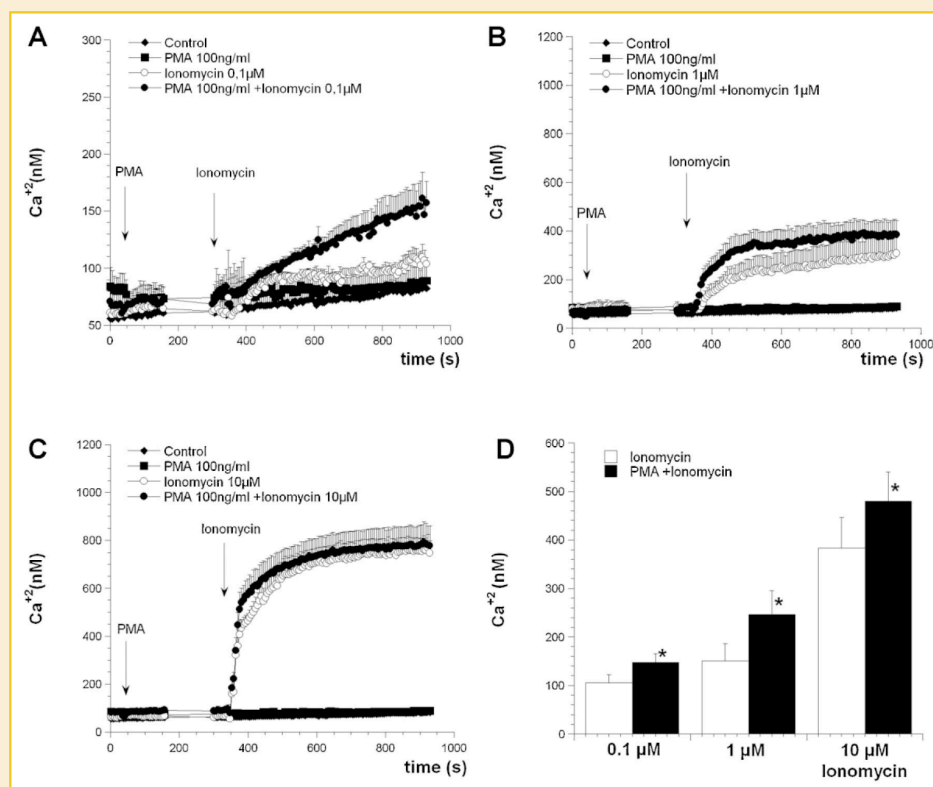 A
Control
PMA 100ng/ml
Ionomycin 0,1µM
PMA 100ng/ml +Ionomycin 0,1µM
PMA
Ionomycin
Ca+2 (nM)
300
250
200
150
100
50
0 200 400 600 800 1000
time (s)
B
Control
PMA 100ng/ml
Ionomycin 1µM
PMA 100ng/ml +Ionomycin 1µM
PMA
Ionomycin
Ca+2 (nM)
1200
1000
800
600
400
200
0
0 200 400 600 800 1000
time (s)
C
Control
PMA 100ng/ml
Ionomycin 10µM
PMA 100ng/ml +Ionomycin 10µM
PMA
Ionomycin
Ca+2(nM)
1200
1000
800
600
400
200
0
0 200 400 600 800 1000
time (s)
D
Ionomycin
PMA +Ionomycin
Ca+2 (nM)
600
500
400
300
200
100
0
* * *
0.1 µM 1 µM 10 µM
Ionomycin